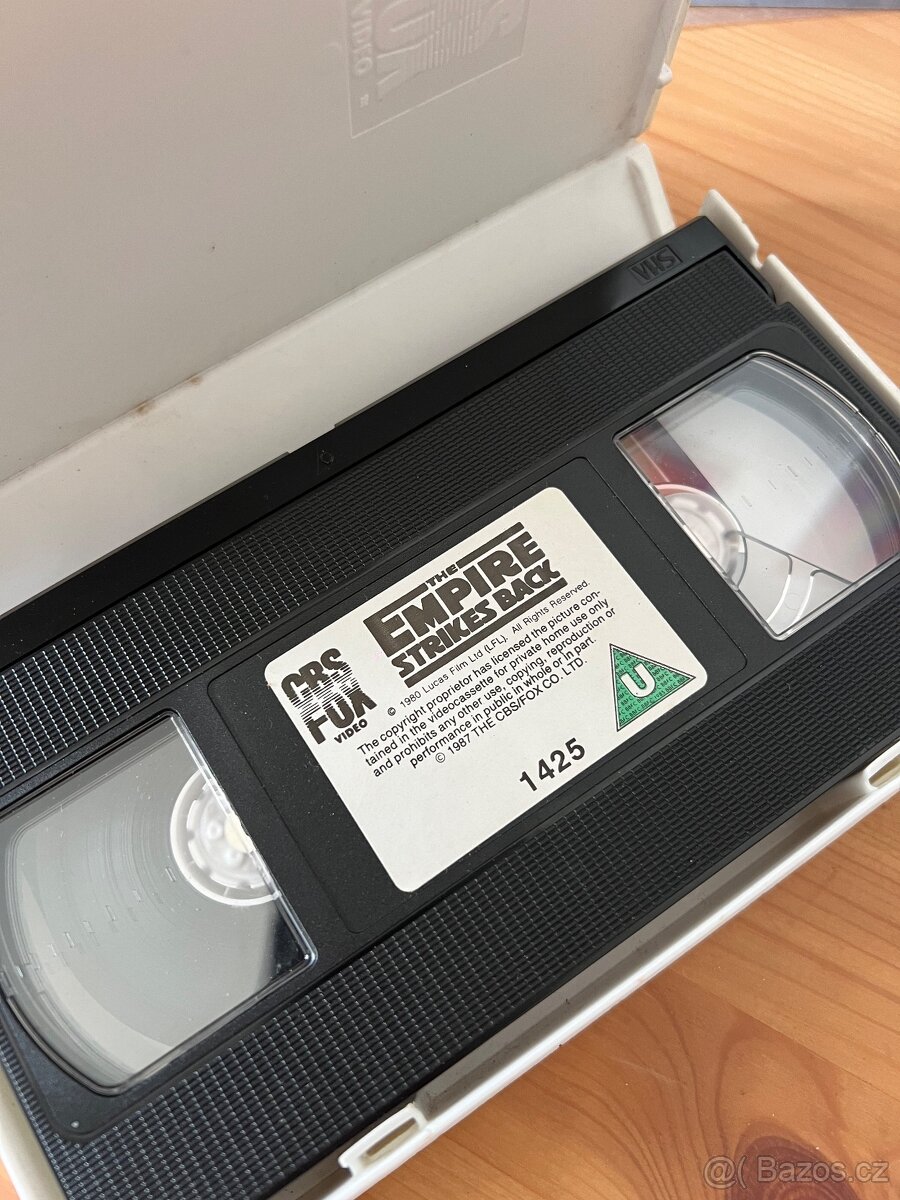 CBS
FOX
VIDEO
VHS
THE
EMPIRE
STRIKES BACK
CBS
FOX
VIDEO
© 1980 Lucas Film Ltd (LFL). All Rights Reserved.
The copyright proprietor has licensed the picture con-
tained in the videocassette for private home use only
and prohibits any other use, copying, reproduction or
performance in public in whole or in part.
© 1987 THE CBS/FOX CO. LTD.
U
1425
@( Bazos.cz